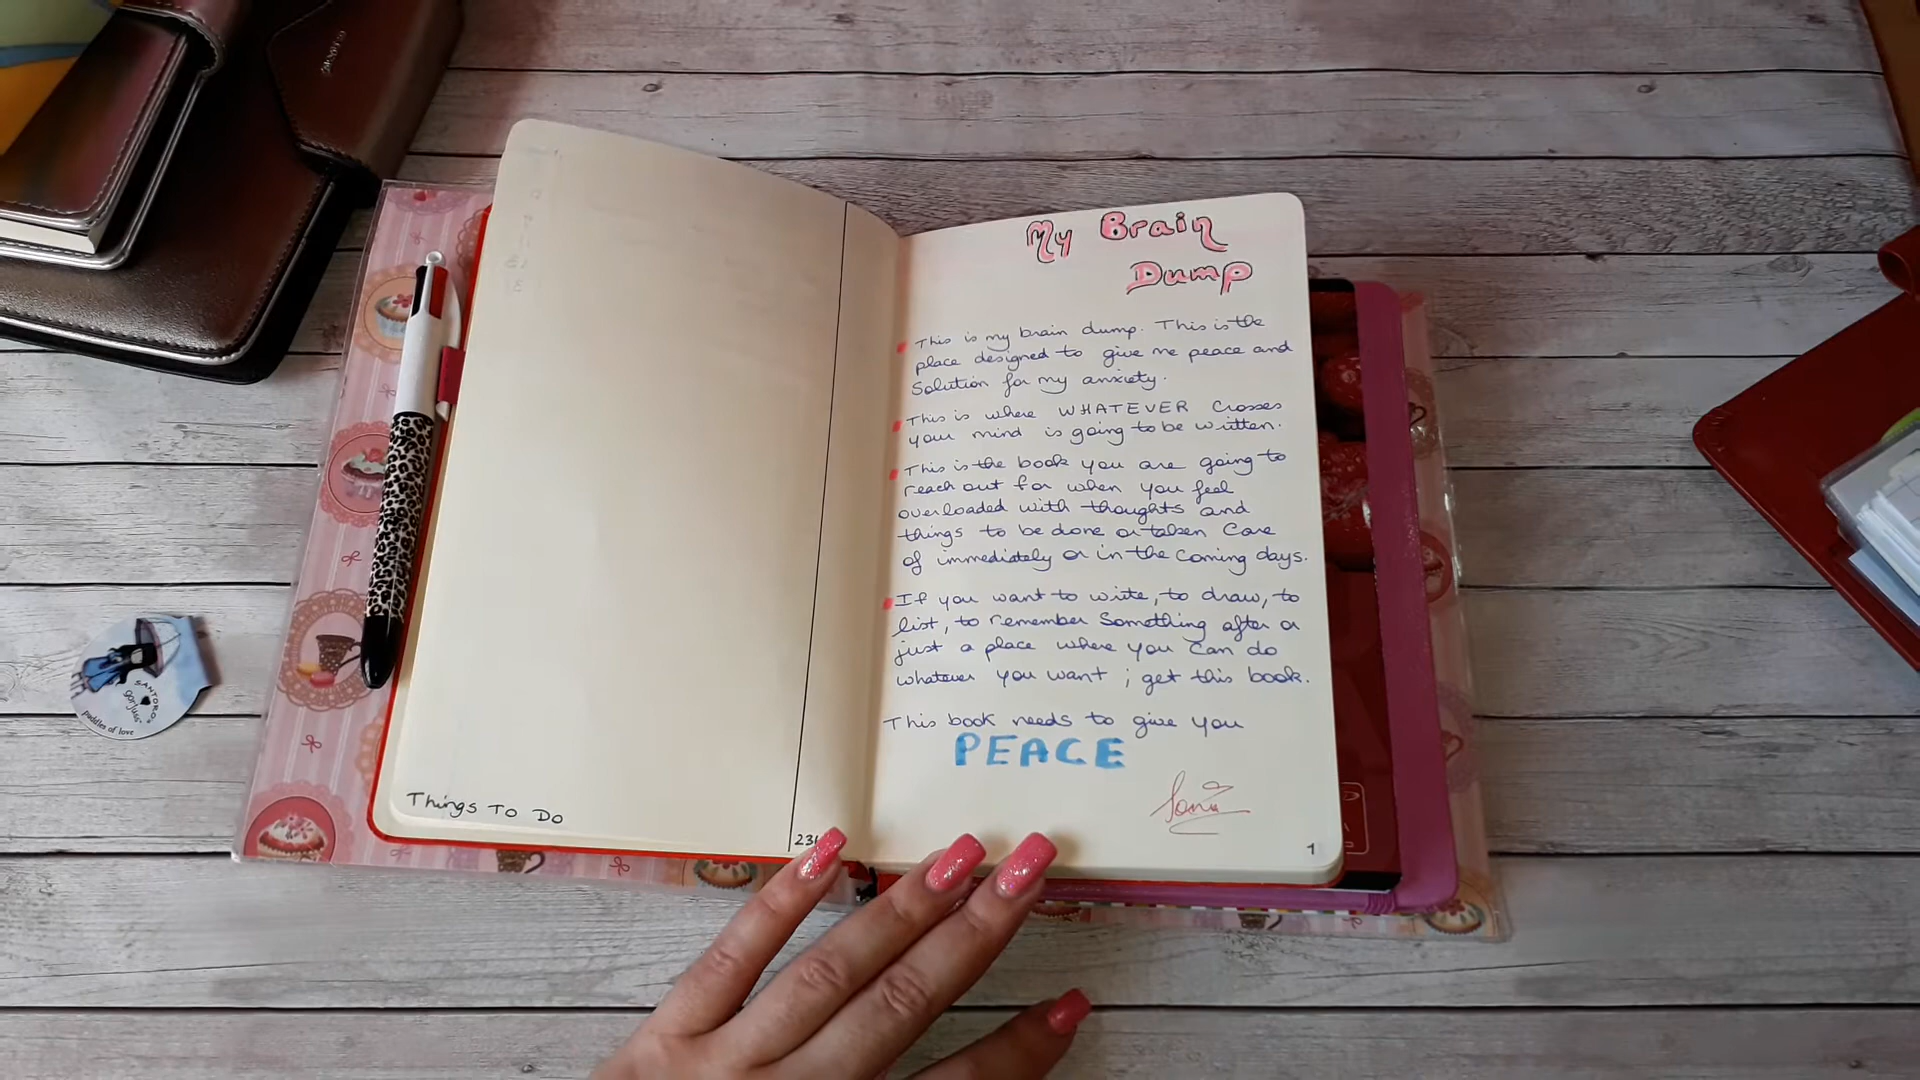 Things To Do
My Brain
Dump
This is my brain dump. This is the
place designed to give me peace and
Solution for my anxiety.
This is where WHATEVER crosses
your mind is going to be written.
This is the book you are going to
reach out for when you feel
overloaded with thoughts and
things to be done or taken Care
of immediately or in the coming days.
If you want to write, to draw, to
list, to remember Something after or
just a place where you can do
whatever you want ; get this book.
This book needs to give you
PEACE
1
SANTORO'S
gorjuss
puddles of love